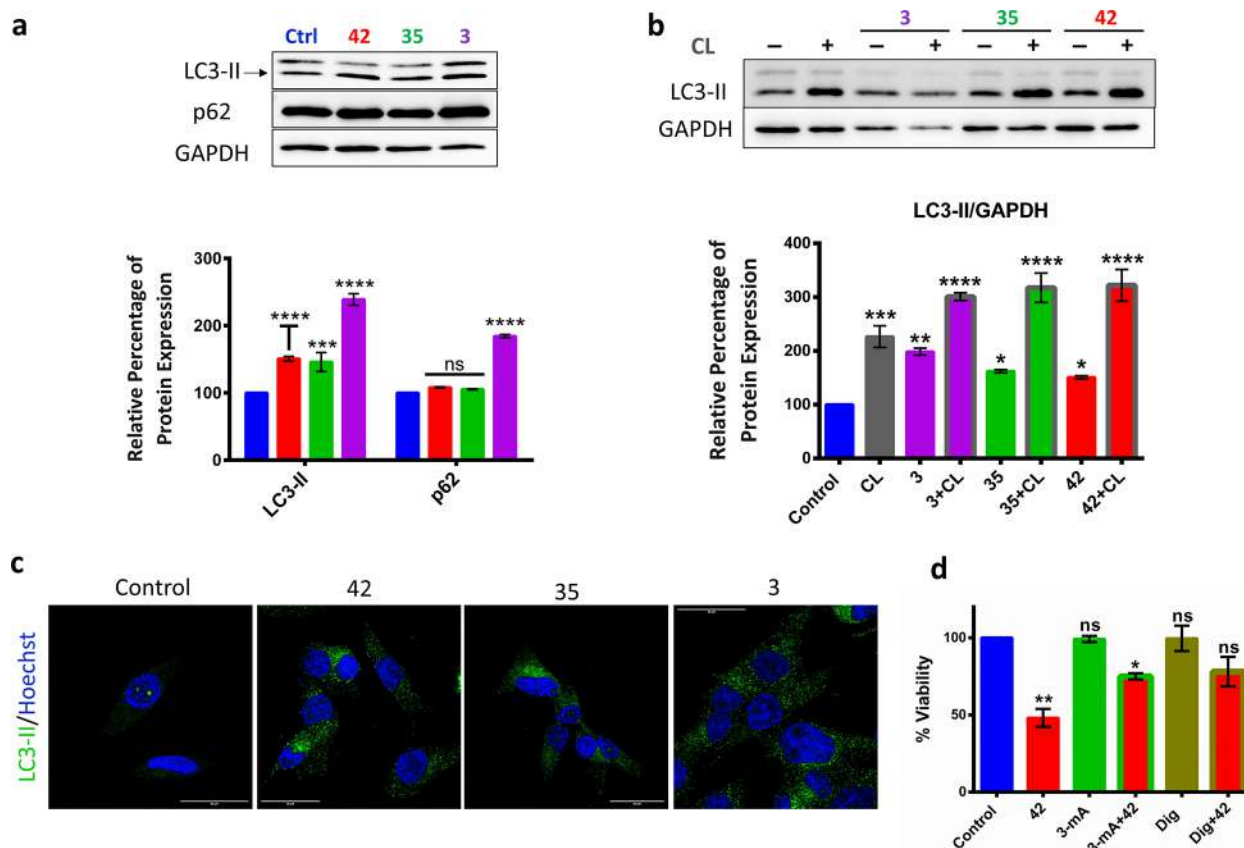 a
Ctrl 42 35 3
LC3-II
p62
GAPDH
Relative Percentage of
Protein Expression
300
200
100
0
****
***
****
ns
****
LC3-II
p62
b
3 35 42
CL − + − + − + − +
LC3-II
GAPDH
LC3-II/GAPDH
Relative Percentage of
Protein Expression
400
300
200
100
0
***
**
****
*
****
*
****
Control
CL
3
3+CL
35
35+CL
42
42+CL
c
Control 42 35 3
LC3-II/Hoechst
d
% Viability
100
50
0
**
ns
*
ns
ns
Control
42
3-mA
3-mA+42
Dig
Dig+42